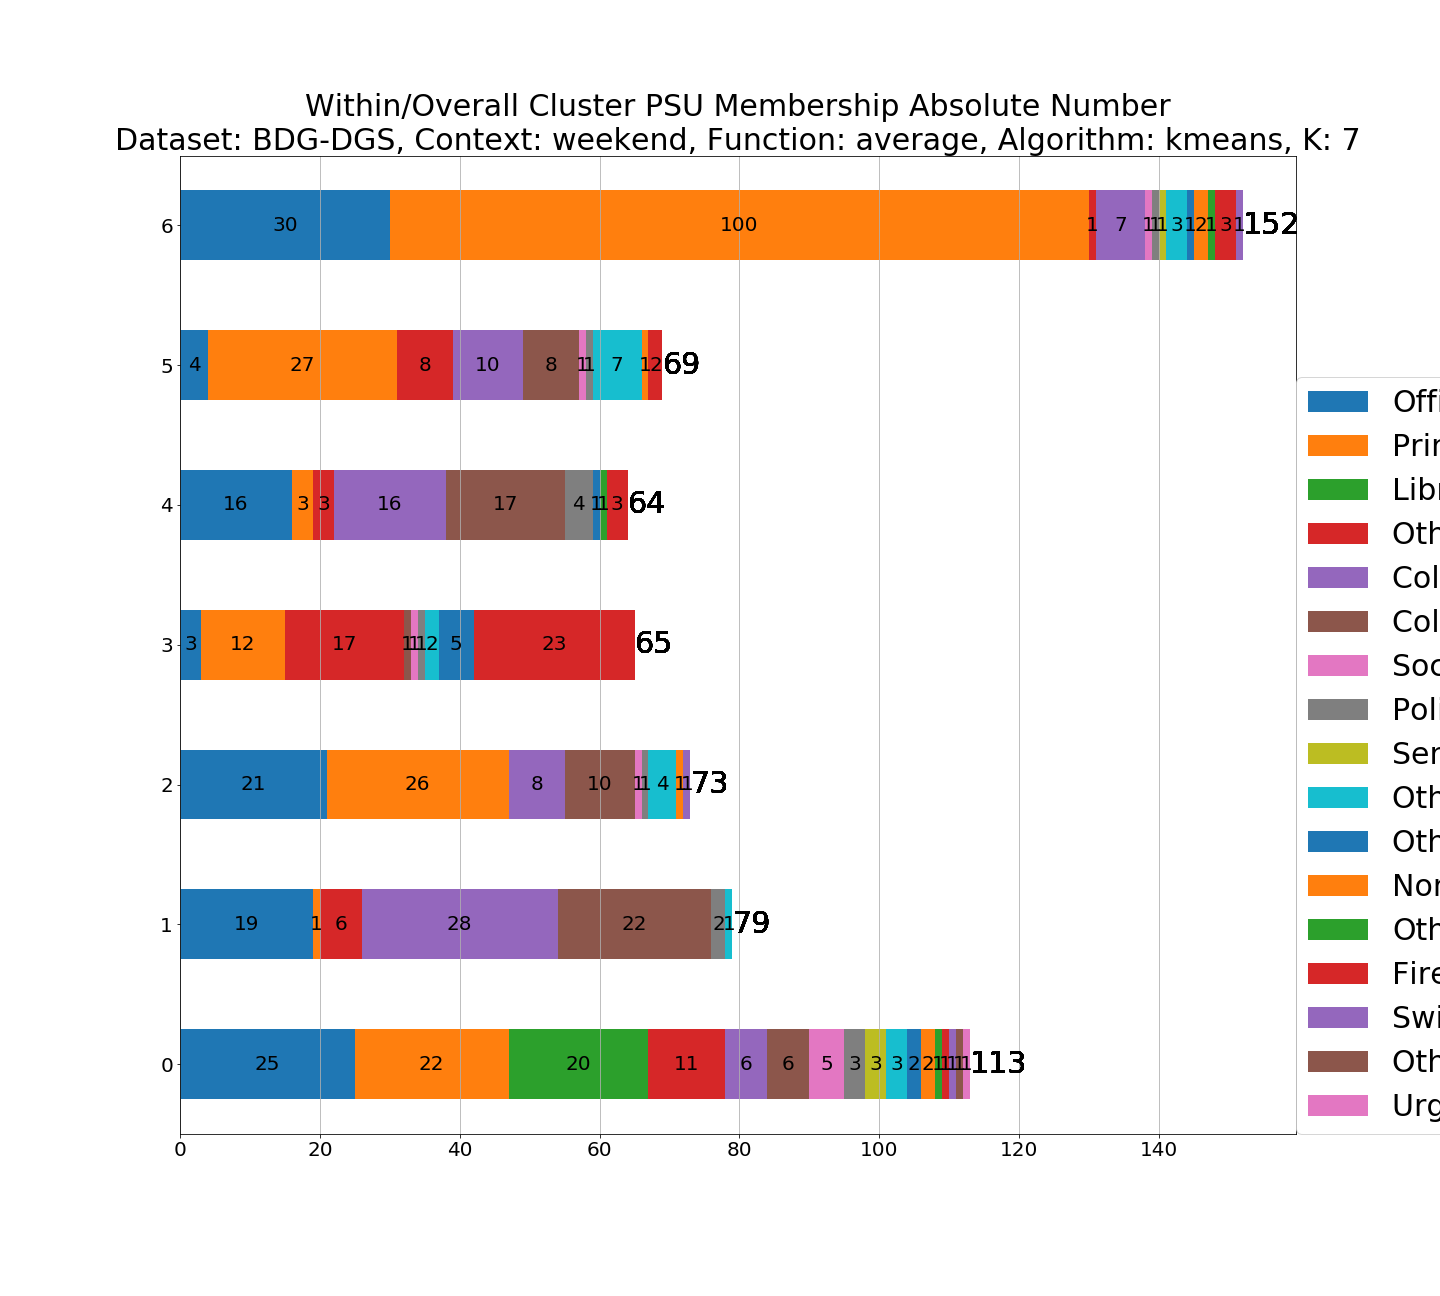 Within/Overall Cluster PSU Membership Absolute Number
Dataset: BDG-DGS, Context: weekend, Function: average, Algorithm: kmeans, K: 7
6 30 100 1 7 1 1 1 3 1 2 1 3 1 152
5 4 27 8 10 8 1 1 7 1 2 69
4 16 3 3 16 17 4 1 1 3 64
3 3 12 17 1 1 1 2 5 23 65
2 21 26 8 10 1 1 4 1 1 73
1 19 1 6 28 22 2 1 79
0 25 22 20 11 6 6 5 3 3 3 2 2 1 1 1 1 1 113
0 20 40 60 80 100 120 140
Offi
Prin
Libr
Oth
Col
Col
Soc
Poli
Ser
Oth
Oth
Non
Oth
Fire
Swi
Oth
Urg